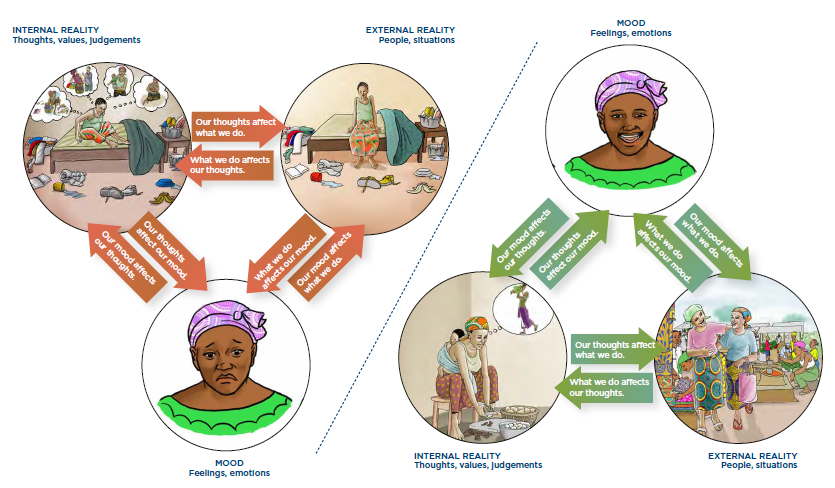 INTERNAL REALITY
Thoughts, values, judgements
EXTERNAL REALITY
People, situations
Our thoughts affect
what we do.
What we do affects
our thoughts.
Our thoughts
affect our mood.
Our mood affects
our thoughts.
What we do
affects our mood.
Our mood affects
what we do.
MOOD
Feelings, emotions
MOOD
Feelings, emotions
Our mood affects
our thoughts.
Our thoughts
affect our mood.
Our mood affects
what we do.
What we do
affects our mood.
Our thoughts affect
what we do.
What we do affects
our thoughts.
INTERNAL REALITY
Thoughts, values, judgements
EXTERNAL REALITY
People, situations